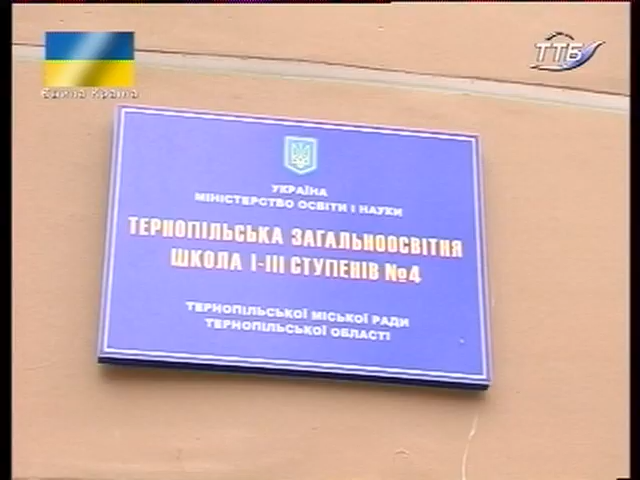 Єдина Країна
ТТБ
УКРАЇНА
МІНІСТЕРСТВО ОСВІТИ І НАУКИ
ТЕРНОПІЛЬСЬКА ЗАГАЛЬНООСВІТНЯ
ШКОЛА І-ІІІ СТУПЕНІВ №4
ТЕРНОПІЛЬСЬКОЇ МІСЬКОЇ РАДИ
ТЕРНОПІЛЬСЬКОЇ ОБЛАСТІ